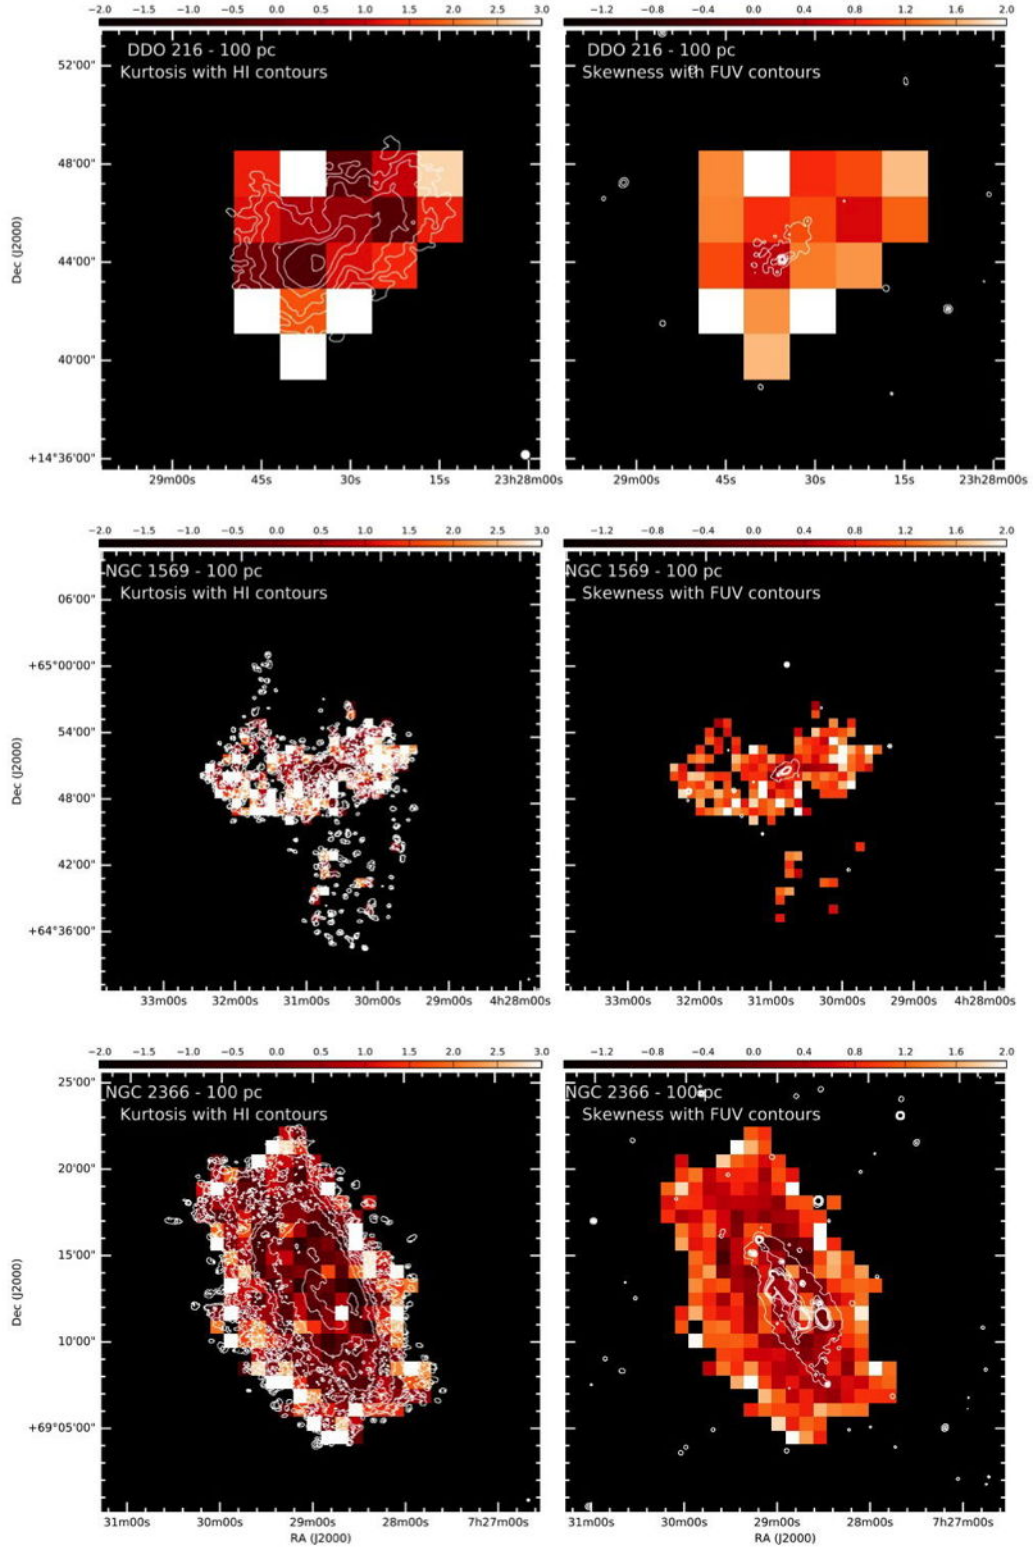 −2.0 −1.5 −1.0 −0.5 0.0 0.5 1.0 1.5 2.0 2.5 3.0
−1.2 −0.8 −0.4 0.0 0.4 0.8 1.2 1.6 2.0
DDO 216 - 100 pc
Kurtosis with HI contours
DDO 216 - 100 pc
Skewness with FUV contours
52'00"
48'00"
44'00"
40'00"
+14°36'00"
Dec (J2000)
29m00s 45s 30s 15s 23h28m00s
29m00s 45s 30s 15s 23h28m00s
−2.0 −1.5 −1.0 −0.5 0.0 0.5 1.0 1.5 2.0 2.5 3.0
−1.2 −0.8 −0.4 0.0 0.4 0.8 1.2 1.6 2.0
NGC 1569 - 100 pc
Kurtosis with HI contours
NGC 1569 - 100 pc
Skewness with FUV contours
06'00"
+65°00'00"
54'00"
48'00"
42'00"
+64°36'00"
Dec (J2000)
33m00s 32m00s 31m00s 30m00s 29m00s 4h28m00s
33m00s 32m00s 31m00s 30m00s 29m00s 4h28m00s
−2.0 −1.5 −1.0 −0.5 0.0 0.5 1.0 1.5 2.0 2.5 3.0
−1.2 −0.8 −0.4 0.0 0.4 0.8 1.2 1.6 2.0
NGC 2366 - 100 pc
Kurtosis with HI contours
NGC 2366 - 100 pc
Skewness with FUV contours
25'00"
20'00"
15'00"
10'00"
+69°05'00"
Dec (J2000)
31m00s 30m00s 29m00s 28m00s 7h27m00s
RA (J2000)
31m00s 30m00s 29m00s 28m00s 7h27m00s
RA (J2000)